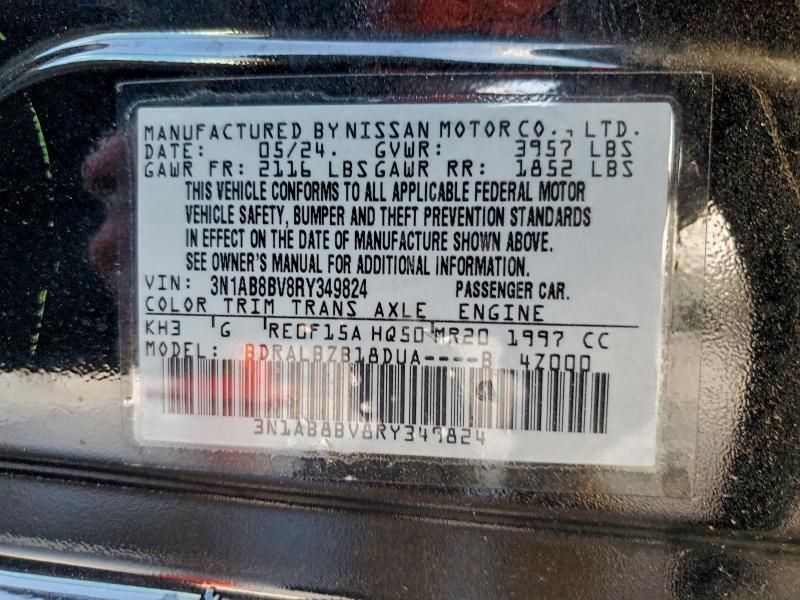 MANUFACTURED BY NISSAN MOTOR CO., LTD.
DATE: 05/24. GVWR: 3957 LBS
GAWR FR: 2116 LBS GAWR RR: 1852 LBS
THIS VEHICLE CONFORMS TO ALL APPLICABLE FEDERAL MOTOR
VEHICLE SAFETY, BUMPER AND THEFT PREVENTION STANDARDS
IN EFFECT ON THE DATE OF MANUFACTURE SHOWN ABOVE.
SEE OWNER'S MANUAL FOR ADDITIONAL INFORMATION.
VIN: 3N1AB8BV8RY349824 PASSENGER CAR.
COLOR TRIM TRANS AXLE ENGINE
KH3 G RE0F15A HQ50 MR20 1997 CC
MODEL: BDRALBZB18DUA----B 4Z000
3N1AB8BV8RY349824